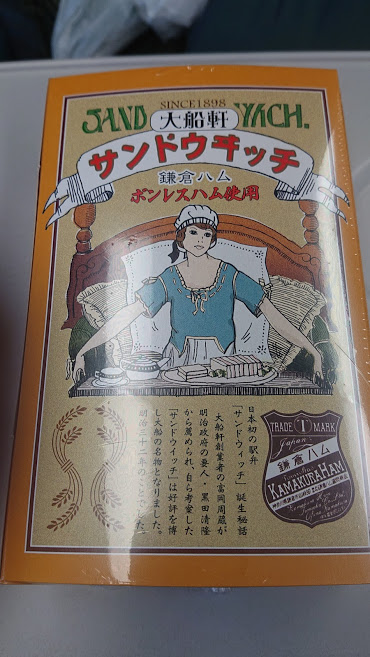 SINCE1898
SANDWYACH.
大船軒
サンドウヰッチ
鎌倉ハム
ボンレスハム使用
日本初の駅弁
「サンドウィッチ」誕生秘話
大船軒創業者の富岡周蔵が
明治政府の要人・黒田清隆
から薦められ、自ら考案した
「サンドウイッチ」は好評を博
し大船の名物となりました。
明治三十二年のことでした。
TRADE T MARK
Japan
鎌倉ハム
KAMAKURA HAM